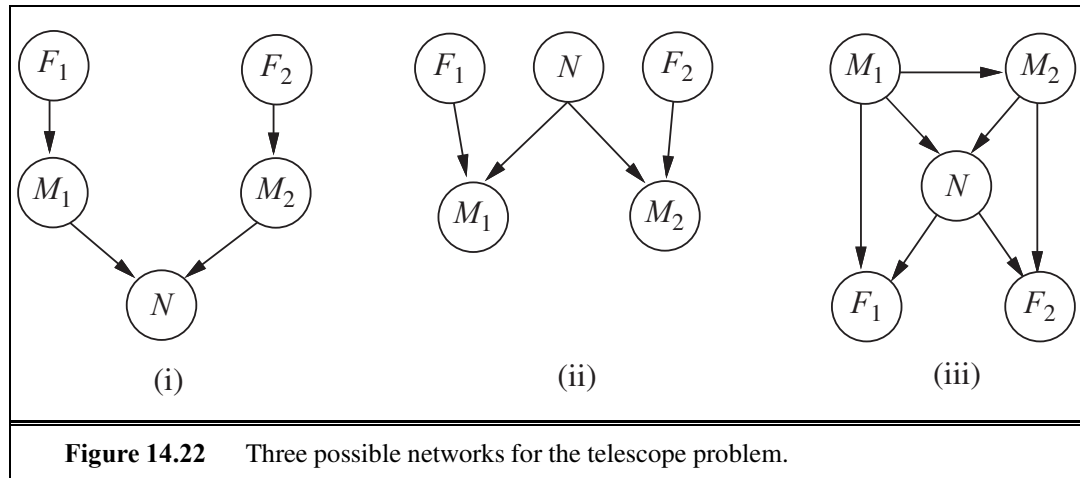 F1 F2 F1 N F2 M1 M2
M1 M2 N
M1 M2
N F1 F2
(i) (ii) (iii)
Figure 14.22 Three possible networks for the telescope problem.